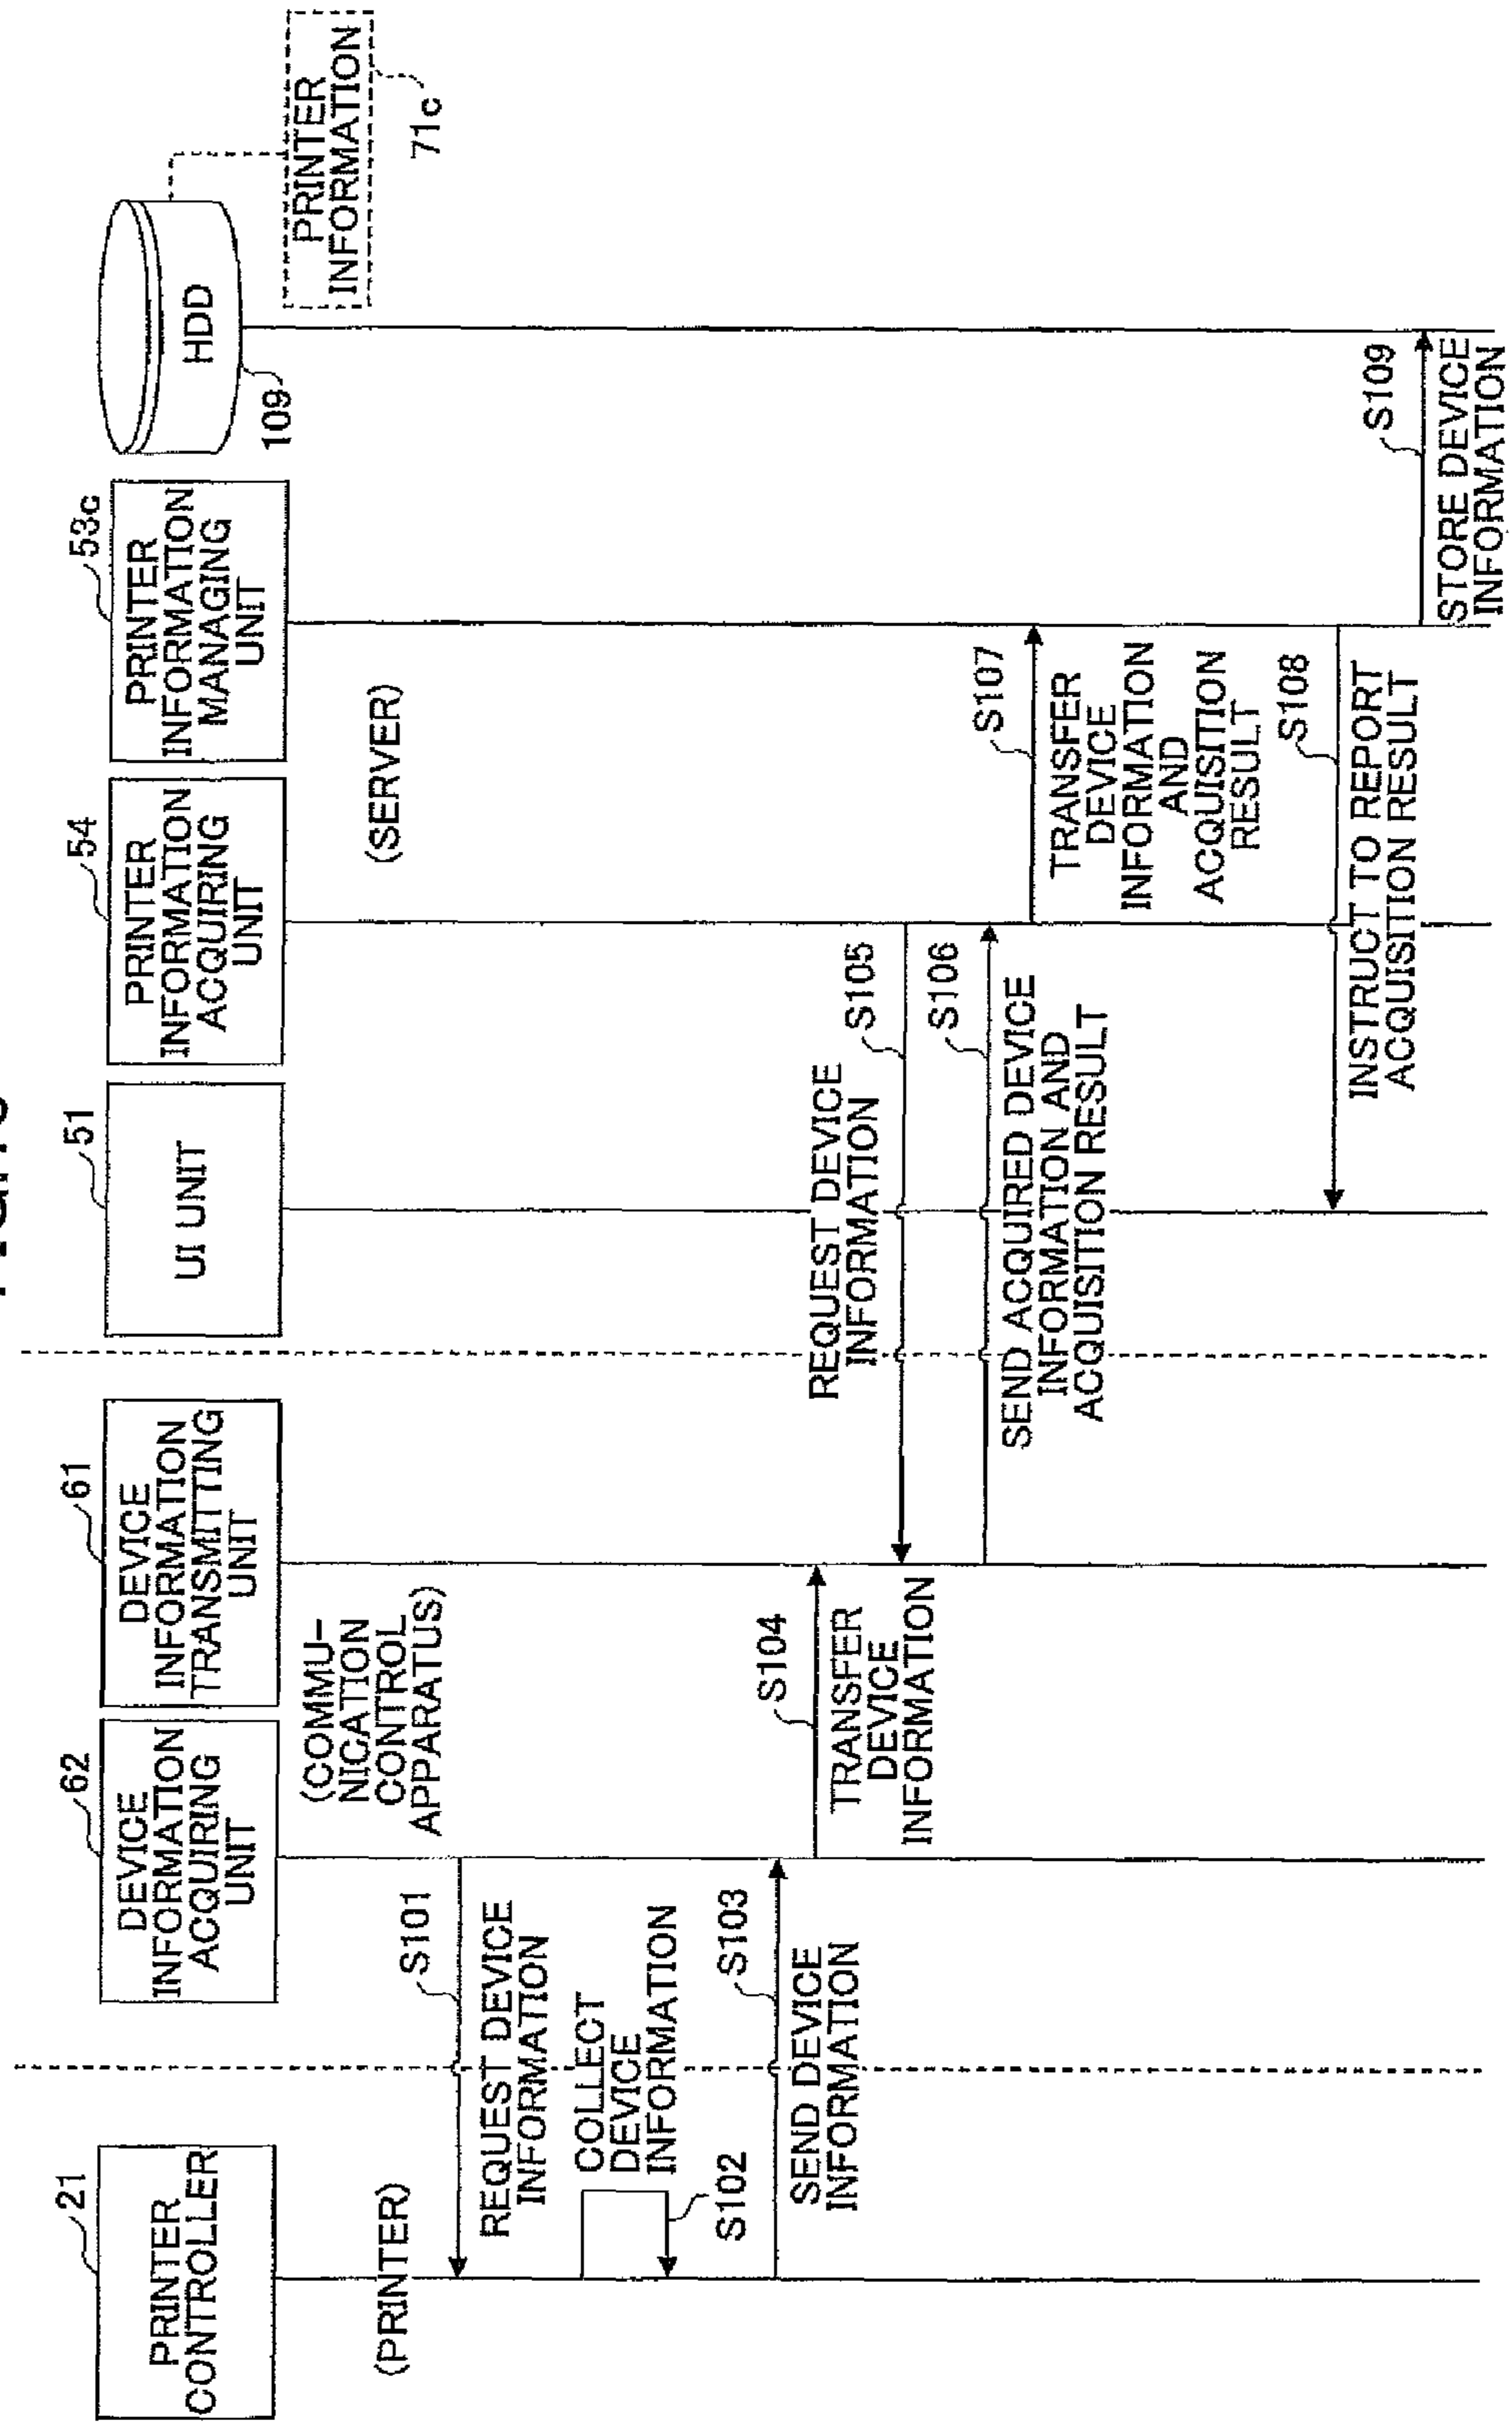 21
PRINTER
CONTROLLER
62
DEVICE
INFORMATION
ACQUIRING
UNIT
61
DEVICE
INFORMATION
TRANSMITTING
UNIT
51
UI UNIT
54
PRINTER
INFORMATION
ACQUIRING
UNIT
53c
PRINTER
INFORMATION
MANAGING
UNIT
HDD
109
PRINTER
INFORMATION
71c
(PRINTER)
(COMMU-
NICATION
CONTROL
APPARATUS)
(SERVER)
S101
REQUEST DEVICE
INFORMATION
COLLECT
DEVICE
INFORMATION
S102
S103
SEND DEVICE
INFORMATION
S104
TRANSFER
DEVICE
INFORMATION
REQUEST DEVICE
INFORMATION
S105
S106
SEND ACQUIRED DEVICE
INFORMATION AND
ACQUISITION RESULT
S107
TRANSFER
DEVICE
INFORMATION
AND
ACQUISITION
RESULT
S108
INSTRUCT TO REPORT
ACQUISITION RESULT
S109
STORE DEVICE
INFORMATION